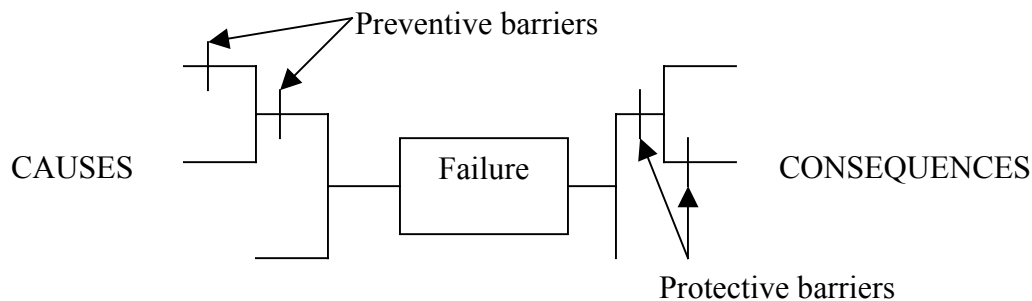 Preventive barriers
CAUSES
Failure
CONSEQUENCES
Protective barriers